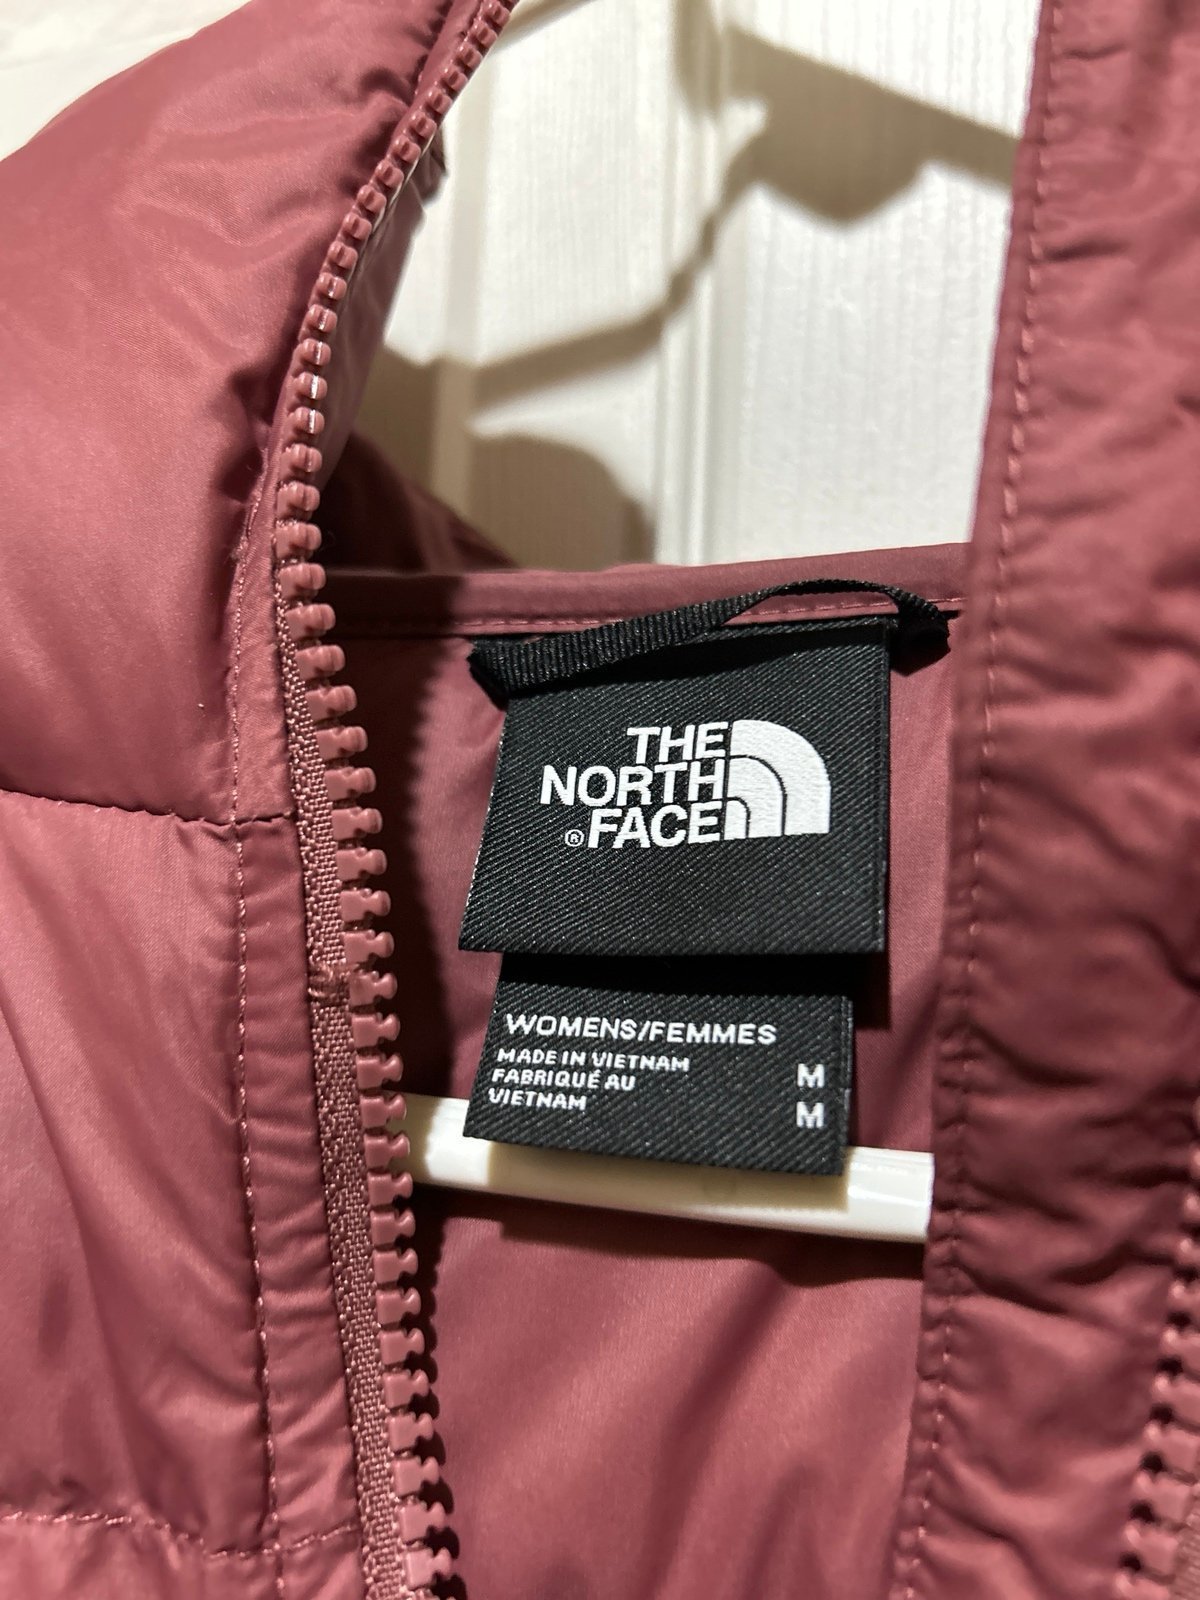 THE
NORTH
®FACE
WOMENS/FEMMES
MADE IN VIETNAM M
FABRIQUÉ AU
VIETNAM M